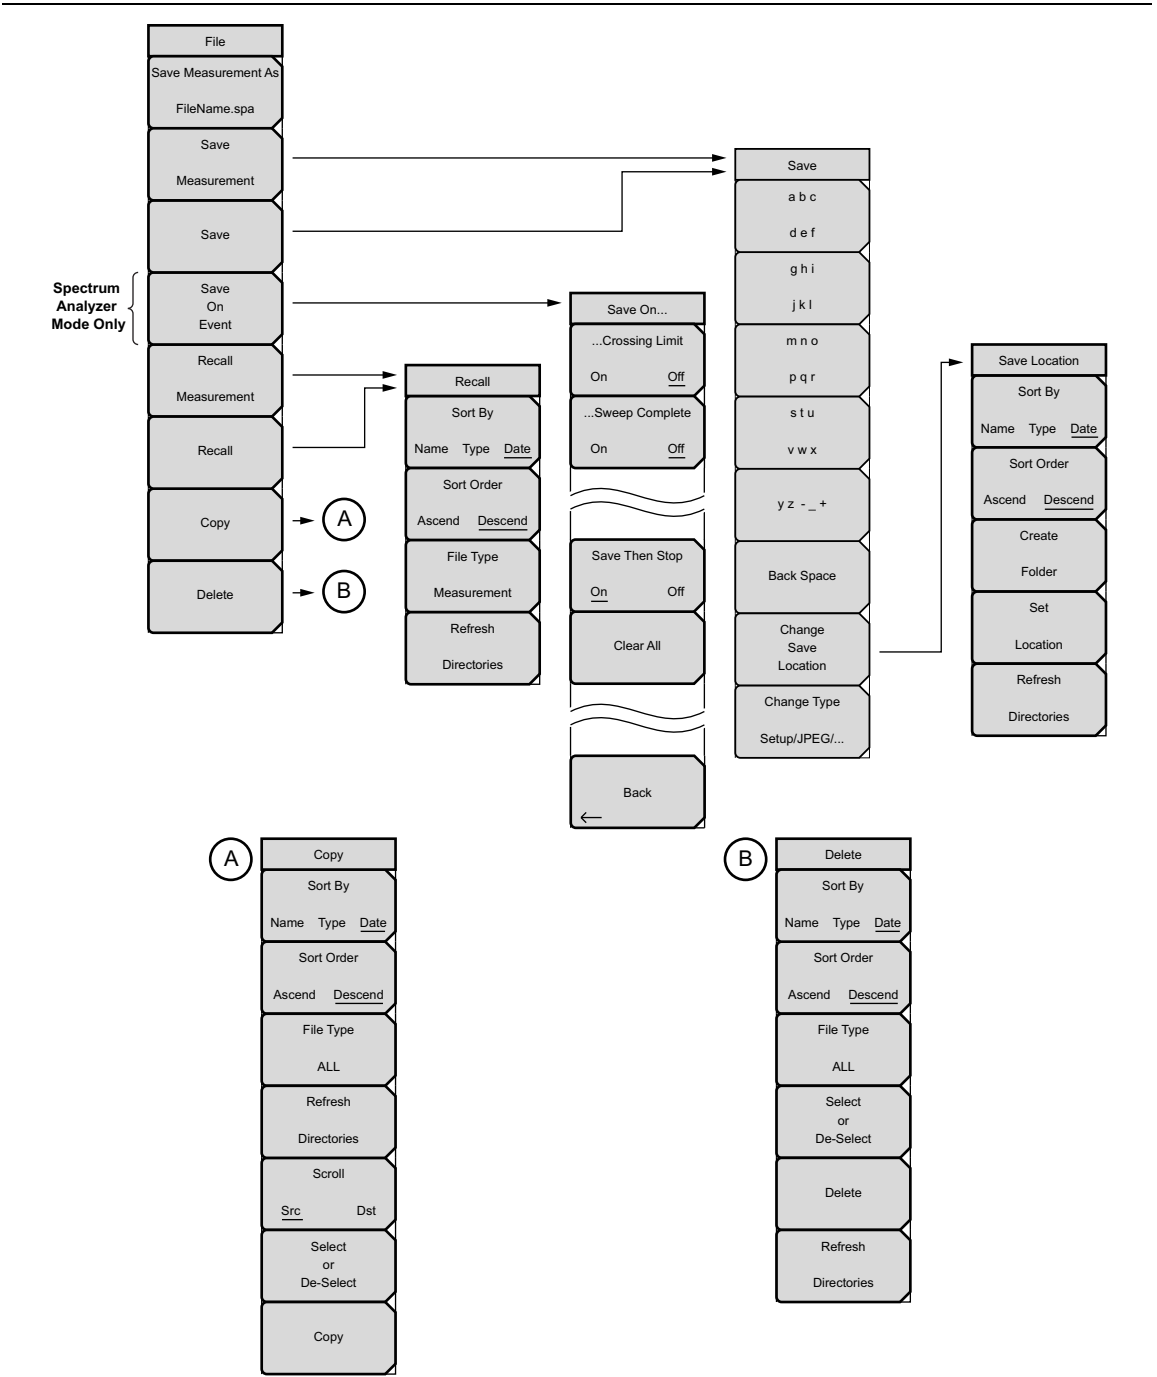 File
Save Measurement As
FileName.spa
Save
Measurement
Save
Spectrum
Analyzer
Mode Only
Save
On
Event
Recall
Measurement
Recall
Copy
A
Delete
B
Recall
Sort By
Name Type Date
Sort Order
Ascend Descend
File Type
Measurement
Refresh
Directories
Save On...
...Crossing Limit
On Off
...Sweep Complete
On Off
Save Then Stop
On Off
Clear All
Back
Save
a b c
d e f
g h i
j k l
m n o
p q r
s t u
v w x
y z - _ +
Back Space
Change
Save
Location
Change Type
Setup/JPEG/...
Save Location
Sort By
Name Type Date
Sort Order
Ascend Descend
Create
Folder
Set
Location
Refresh
Directories
A
Copy
Sort By
Name Type Date
Sort Order
Ascend Descend
File Type
ALL
Refresh
Directories
Scroll
Src Dst
Select
or
De-Select
Copy
B
Delete
Sort By
Name Type Date
Sort Order
Ascend Descend
File Type
ALL
Select
or
De-Select
Delete
Refresh
Directories